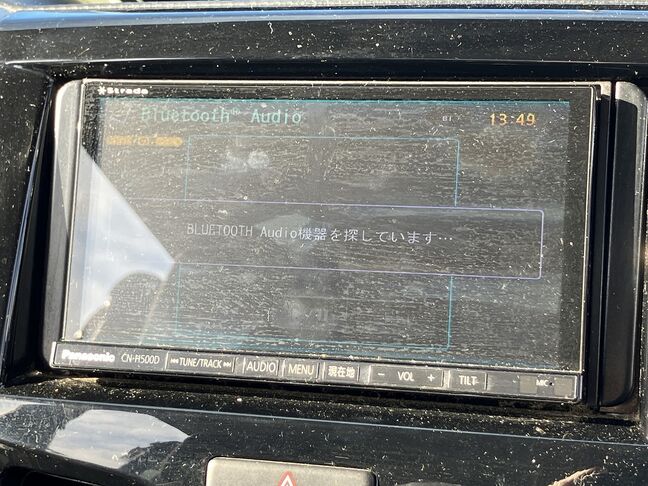 Strada
Bluetooth® Audio
BT
13:49
BLUETOOTH Audio機器を探しています…
Panasonic CN-H500D TUNE/TRACK AUDIO MENU 現在地 − VOL + TILT MIC